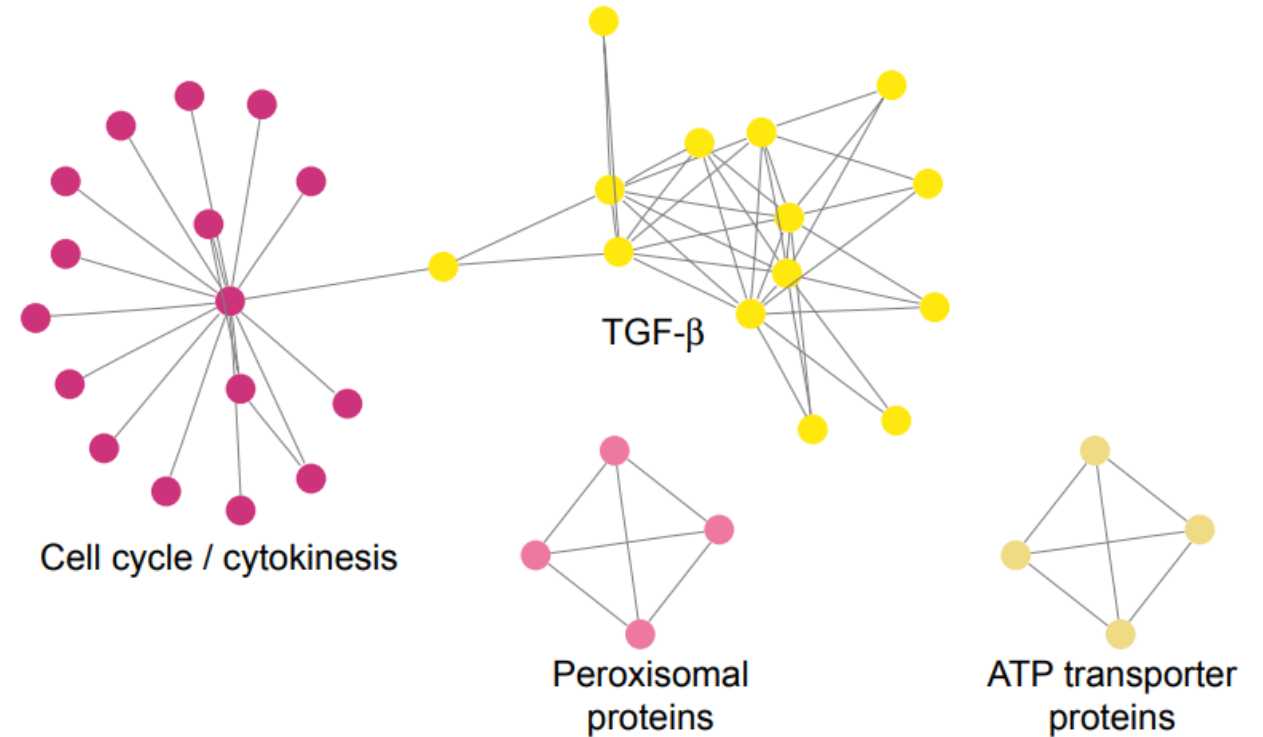 TGF-β
Cell cycle / cytokinesis
Peroxisomal
proteins
ATP transporter
proteins